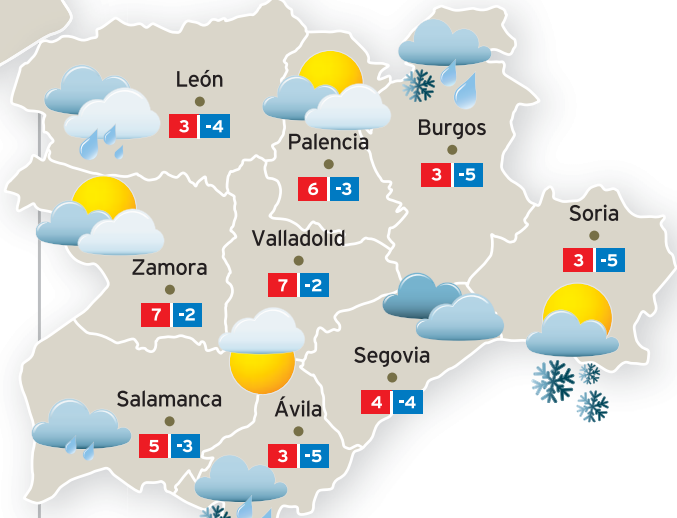 León
3 -4
Palencia
6 -3
Burgos
3 -5
Soria
3 -5
Valladolid
7 -2
Zamora
7 -2
Segovia
4 -4
Salamanca
5 -3
Ávila
3 -5